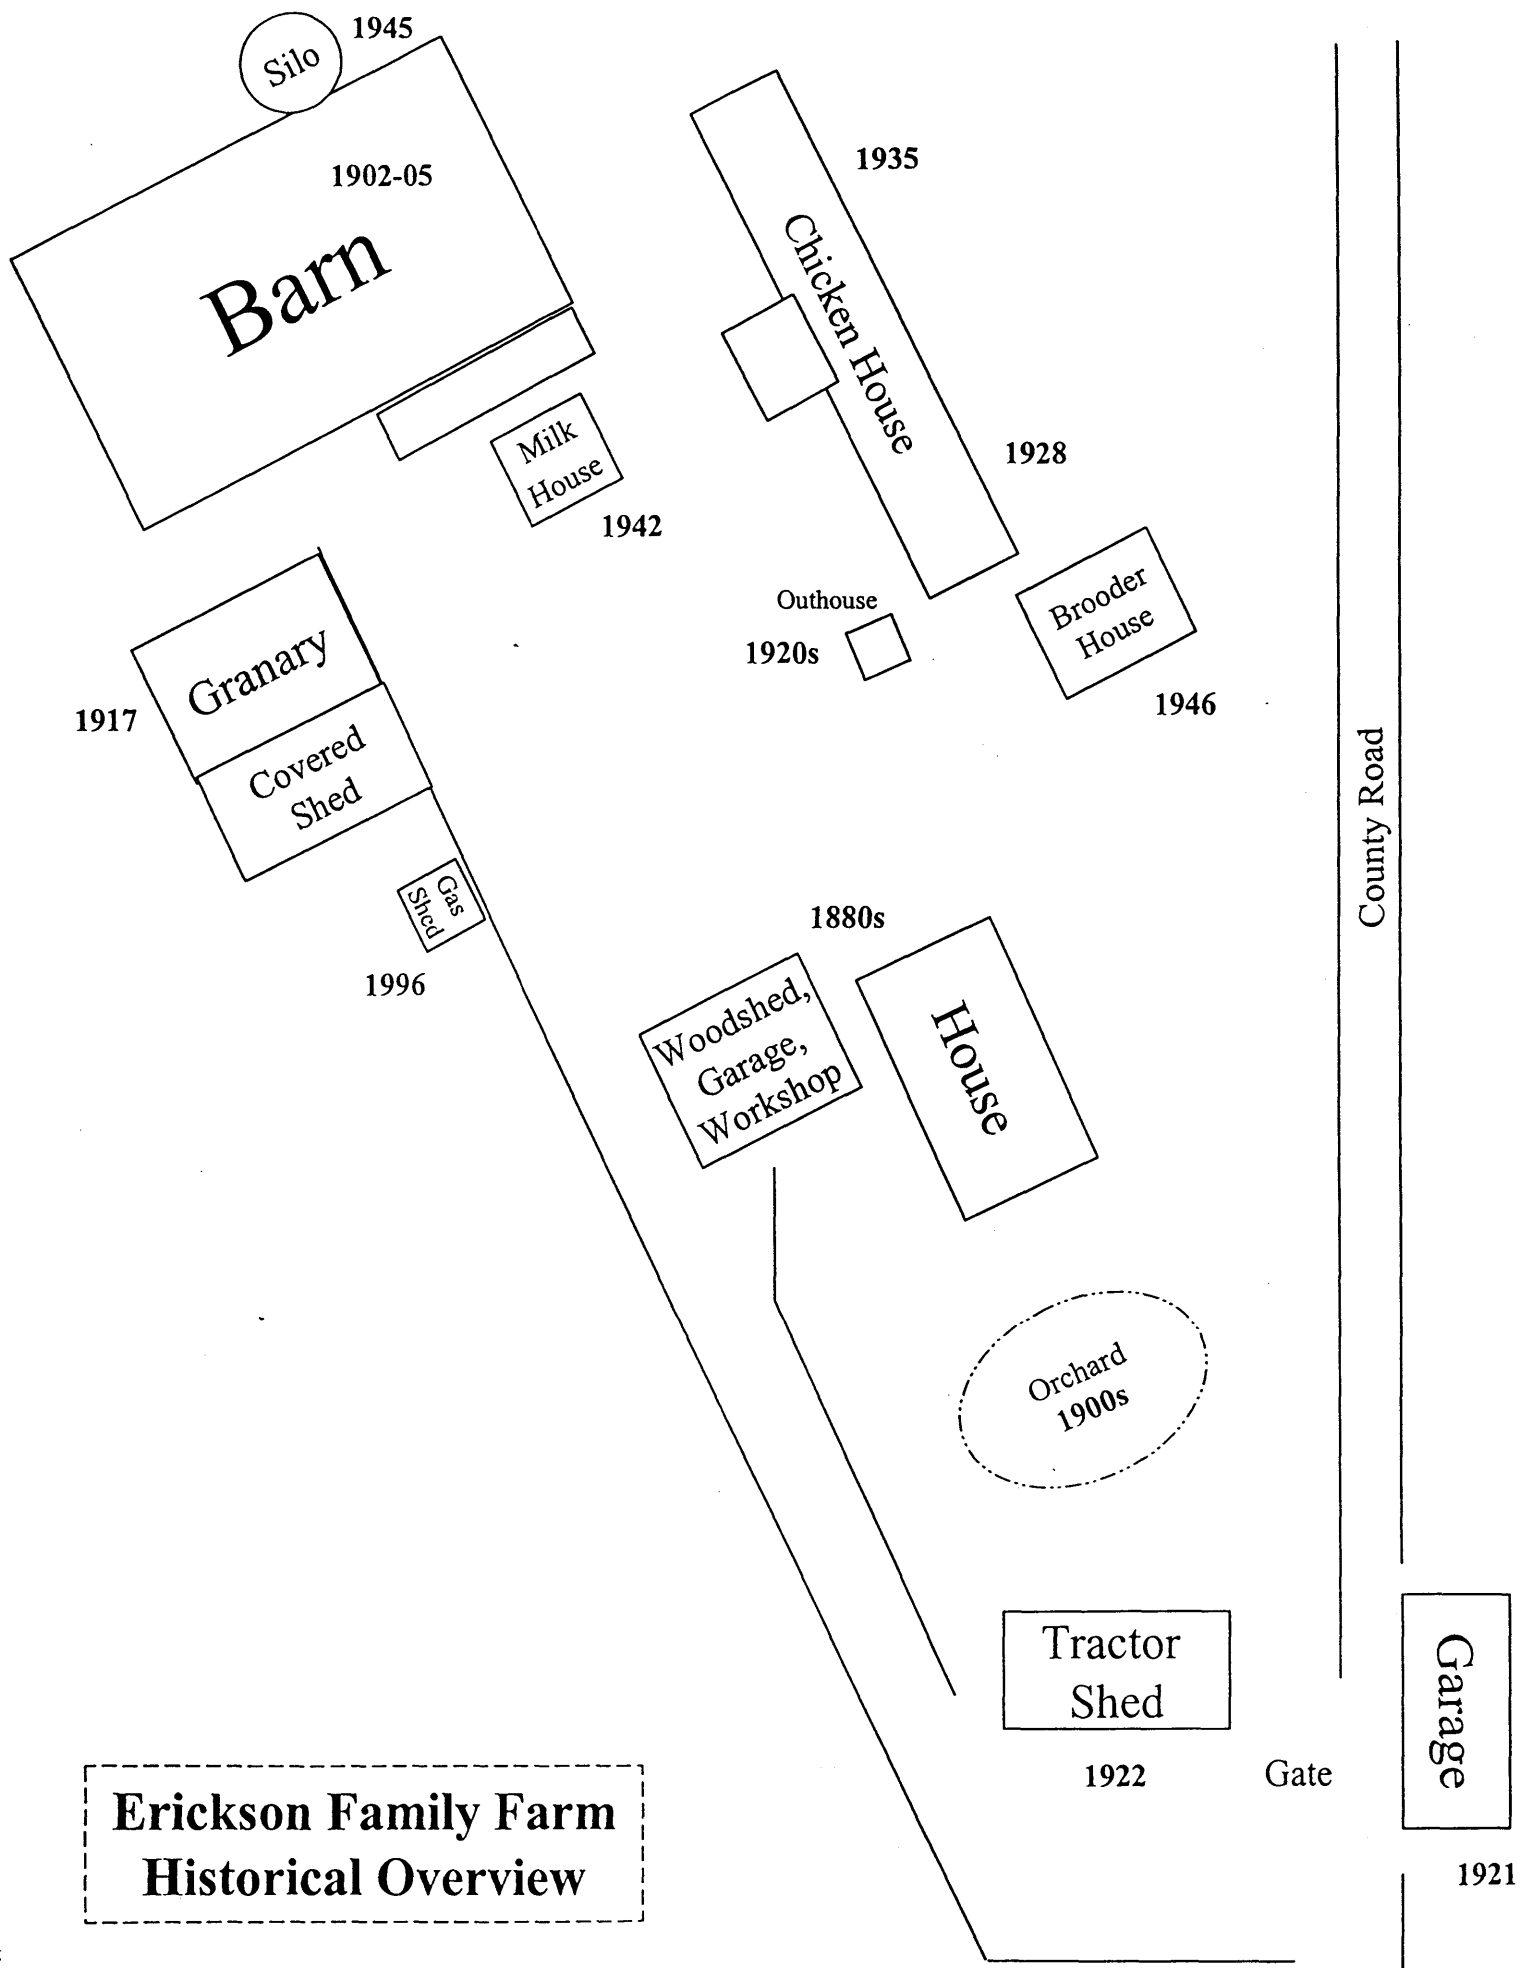 Silo
1945
1902-05
Barn
1935
Chicken House
1928
Milk
House
1942
Outhouse
1920s
Brooder
House
1946
Granary
1917
Covered
Shed
Gas
Shed
1996
County Road
1880s
Woodshed,
Garage,
Workshop
House
Orchard
1900s
Tractor
Shed
1922
Gate
Garage
1921
Erickson Family Farm
Historical Overview